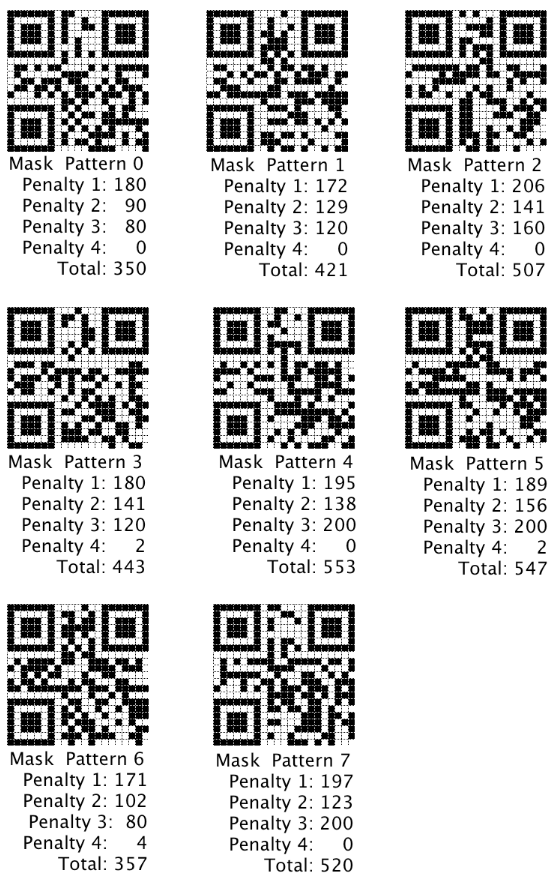 Mask Pattern 0
Penalty 1: 180
Penalty 2: 90
Penalty 3: 80
Penalty 4: 0
Total: 350
Mask Pattern 1
Penalty 1: 172
Penalty 2: 129
Penalty 3: 120
Penalty 4: 0
Total: 421
Mask Pattern 2
Penalty 1: 206
Penalty 2: 141
Penalty 3: 160
Penalty 4: 0
Total: 507
Mask Pattern 3
Penalty 1: 180
Penalty 2: 141
Penalty 3: 120
Penalty 4: 2
Total: 443
Mask Pattern 4
Penalty 1: 195
Penalty 2: 138
Penalty 3: 200
Penalty 4: 0
Total: 553
Mask Pattern 5
Penalty 1: 189
Penalty 2: 156
Penalty 3: 200
Penalty 4: 2
Total: 547
Mask Pattern 6
Penalty 1: 171
Penalty 2: 102
Penalty 3: 80
Penalty 4: 4
Total: 357
Mask Pattern 7
Penalty 1: 197
Penalty 2: 123
Penalty 3: 200
Penalty 4: 0
Total: 520